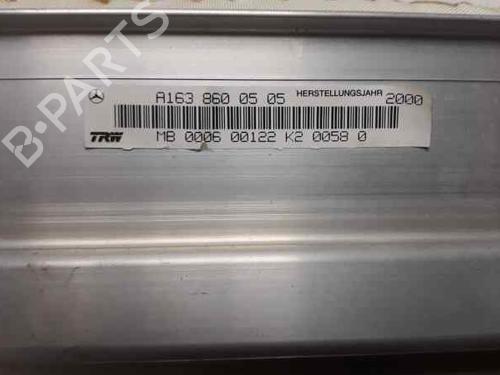 A163 860 05 05 HERSTELLUNGSJAHR 2000
TRW MB 0006 00122 K2 0058 0
B-PARTS